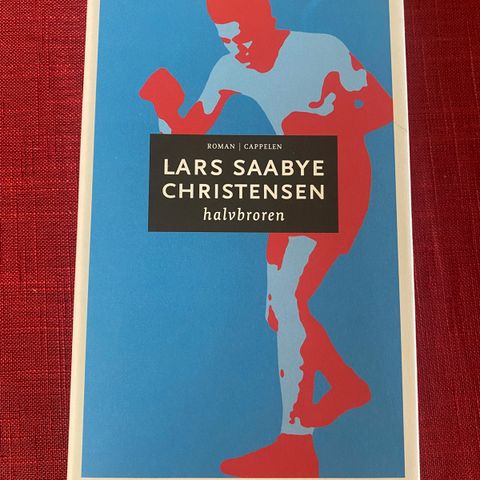 ROMAN | CAPPELEN
LARS SAABYE
CHRISTENSEN
halvbroren